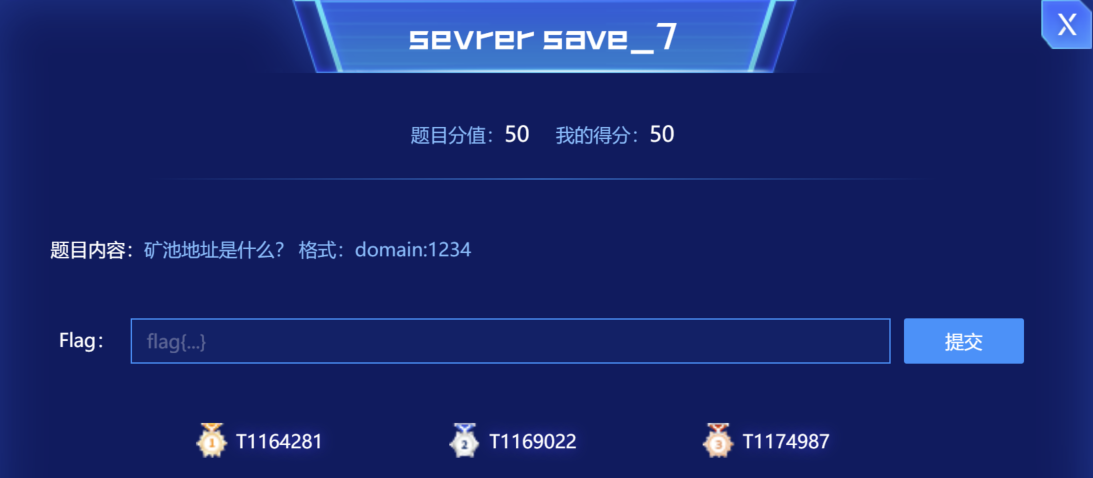 sevrer save_7
X
题目分值：50 我的得分：50
题目内容：矿池地址是什么？ 格式：domain:1234
Flag： flag{...} 提交
1 T1164281 2 T1169022 3 T1174987